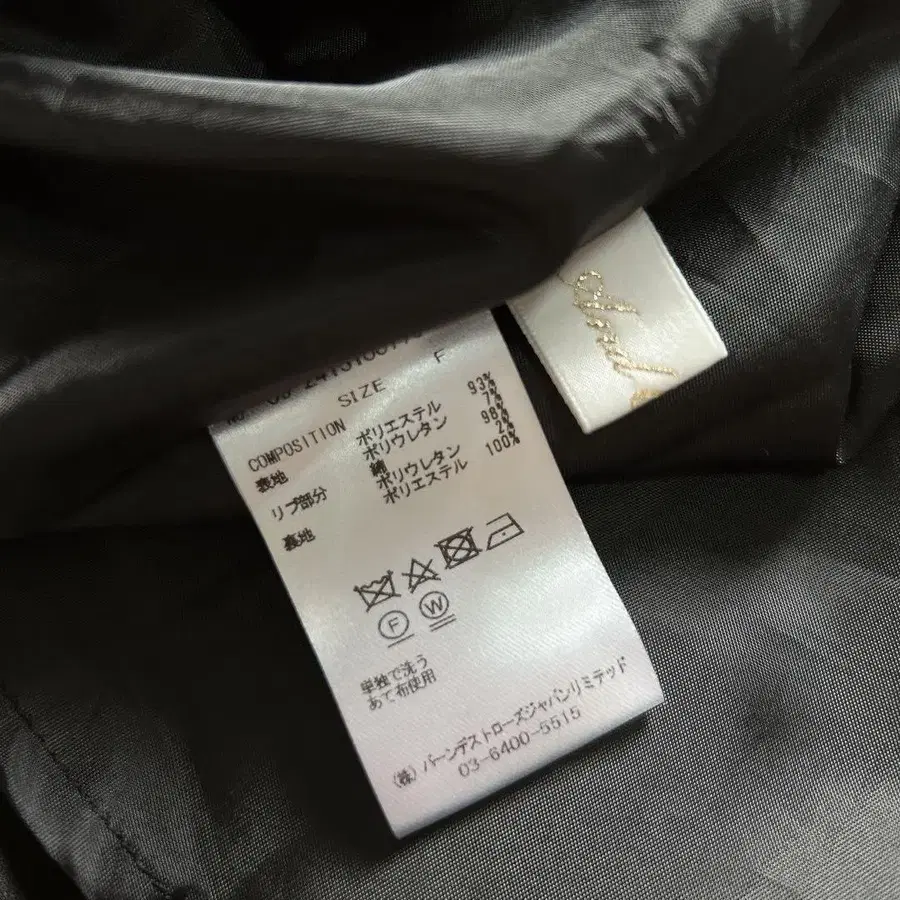 SIZE F
COMPOSITION
表地 ポリエステル 93%
ポリウレタン 7%
リブ部分 綿 98%
ポリウレタン 2%
裏地 ポリエステル 100%
F W
単独で洗う
あて布使用
(株) バーンデストローズジャパンリミテッド
03-6400-5515